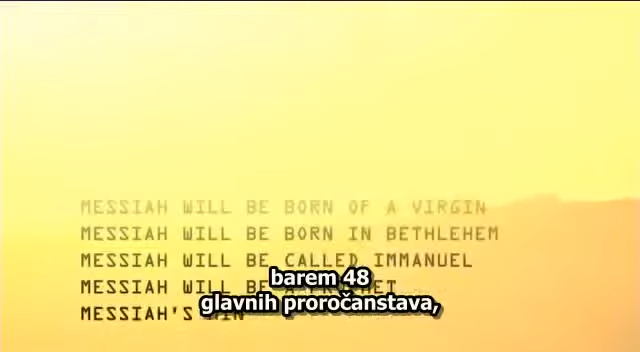 MESSIAH WILL BE BORN OF A VIRGIN
MESSIAH WILL BE BORN IN BETHLEHEM
MESSIAH WILL BE CALLED IMMANUEL
MESSIAH WILL BE
MESSIAH'S
barem 48
glavnih proročanstava,